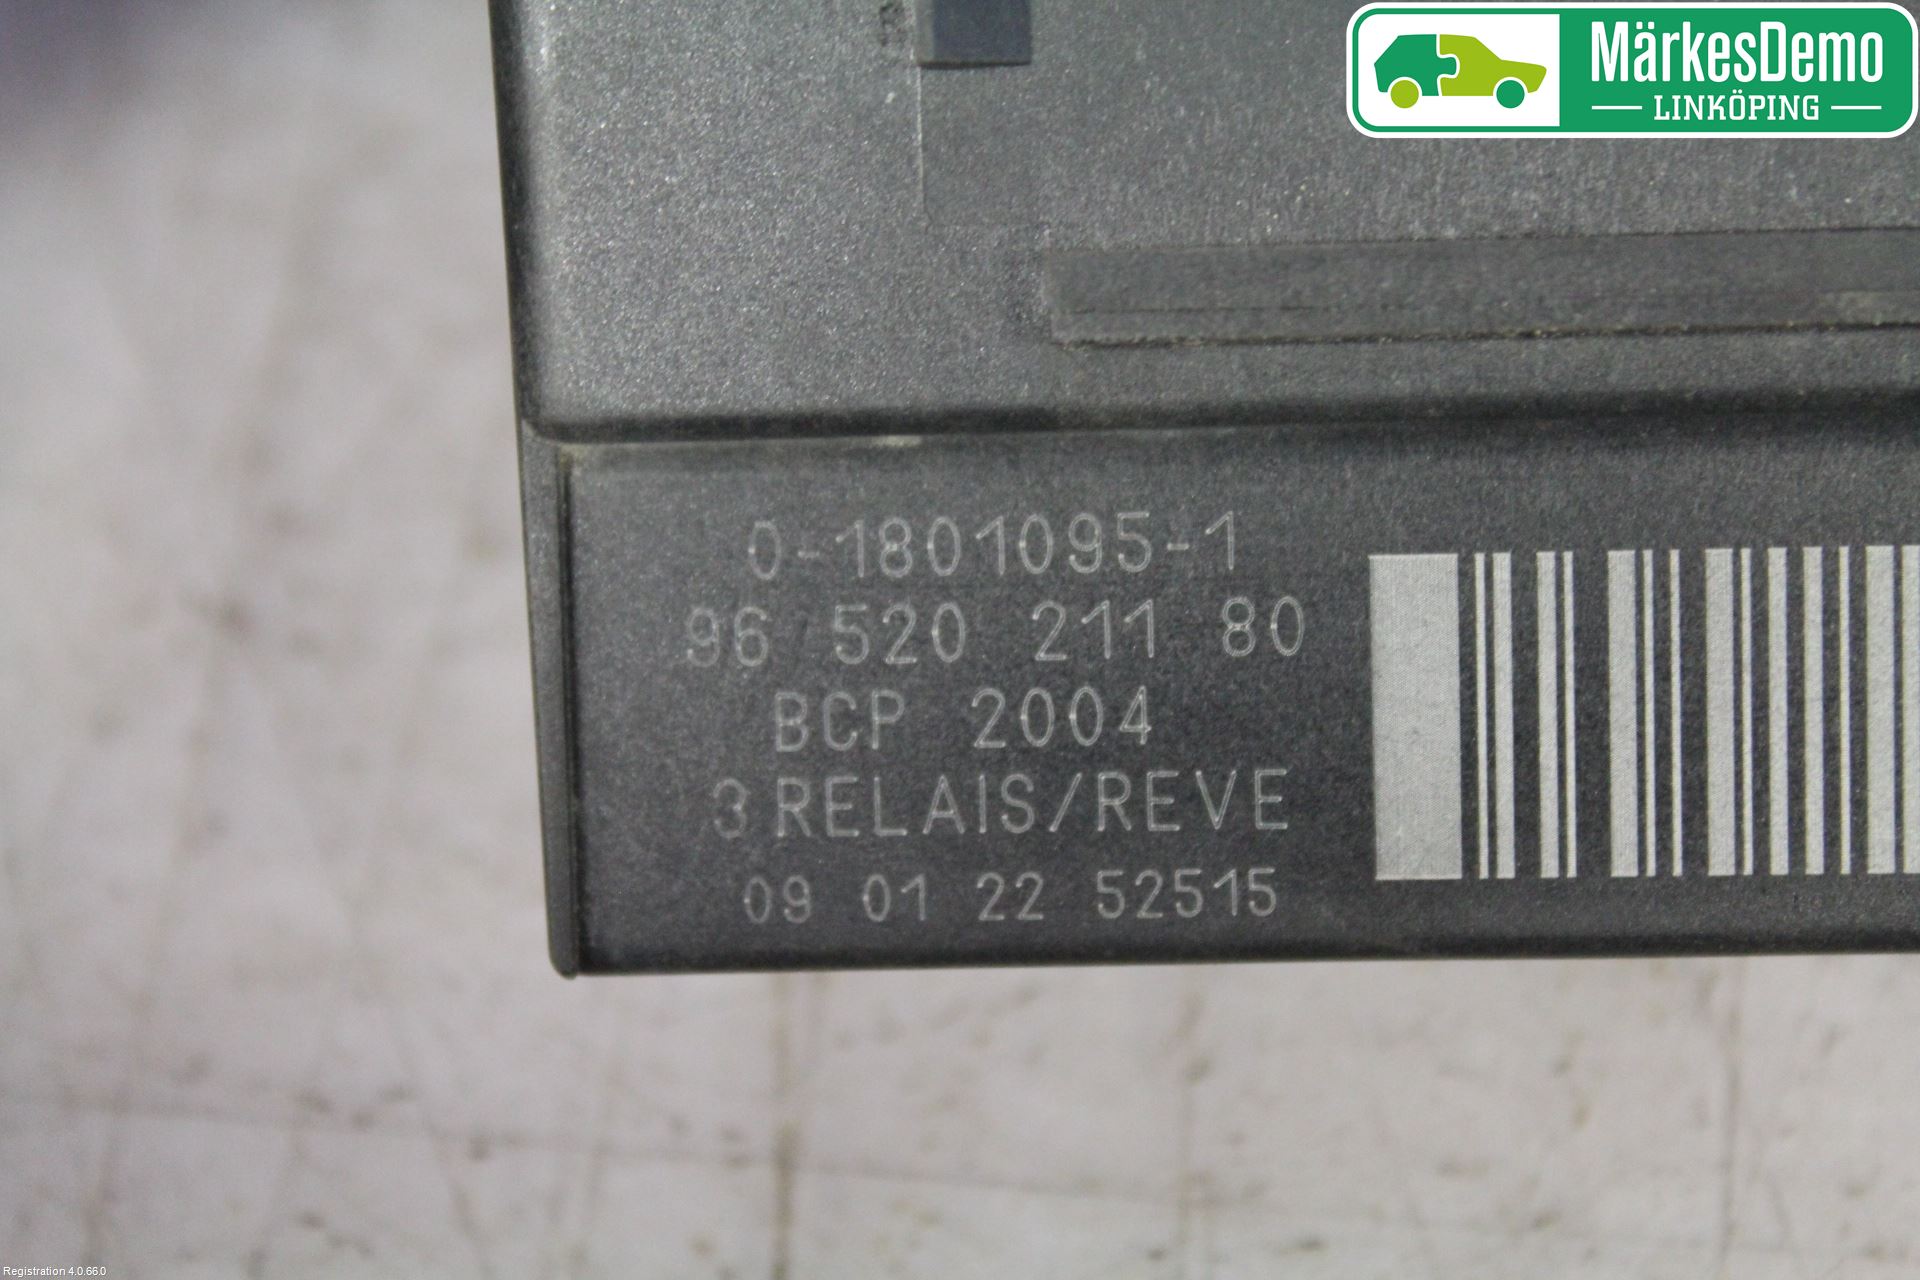 MärkesDemo
LINKÖPING
0-1801095-1
96 520 211 80
BCP 2004
3 RELAIS/REVE
09 01 22 52515
Registration 4.0.66.0